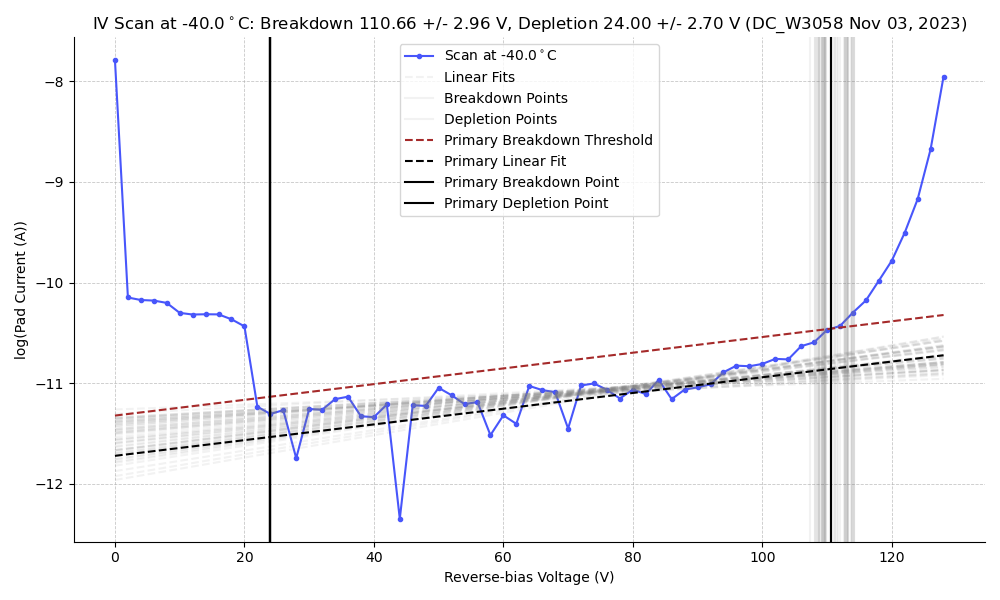 IV Scan at -40.0°C: Breakdown 110.66 +/- 2.96 V, Depletion 24.00 +/- 2.70 V (DC_W3058 Nov 03, 2023)
Scan at -40.0°C
Linear Fits
Breakdown Points
Depletion Points
Primary Breakdown Threshold
Primary Linear Fit
Primary Breakdown Point
Primary Depletion Point
log(Pad Current (A))
−8
−9
−10
−11
−12
0 20 40 60 80 100 120
Reverse-bias Voltage (V)